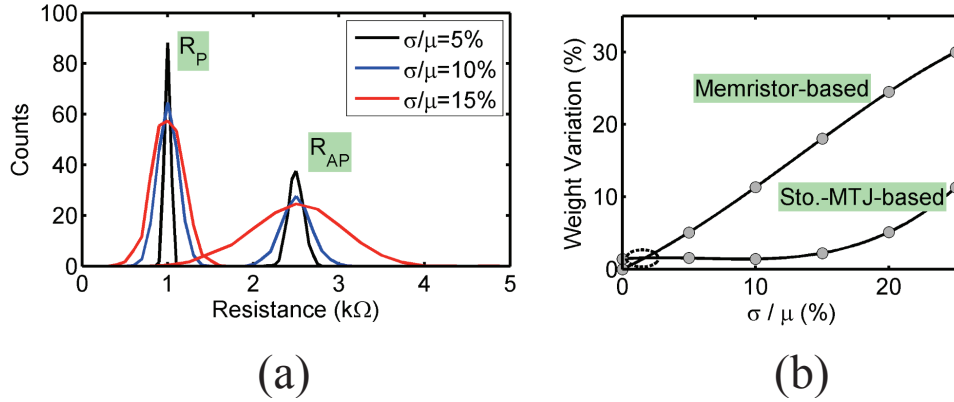 100
80
60
40
20
0
Counts
R_P
R_AP
σ/μ=5%
σ/μ=10%
σ/μ=15%
0 1 2 3 4 5
Resistance (kΩ)
(a)
30
20
10
0
Weight Variation (%)
Memristor-based
Sto.-MTJ-based
0 10 20
σ / μ (%)
(b)